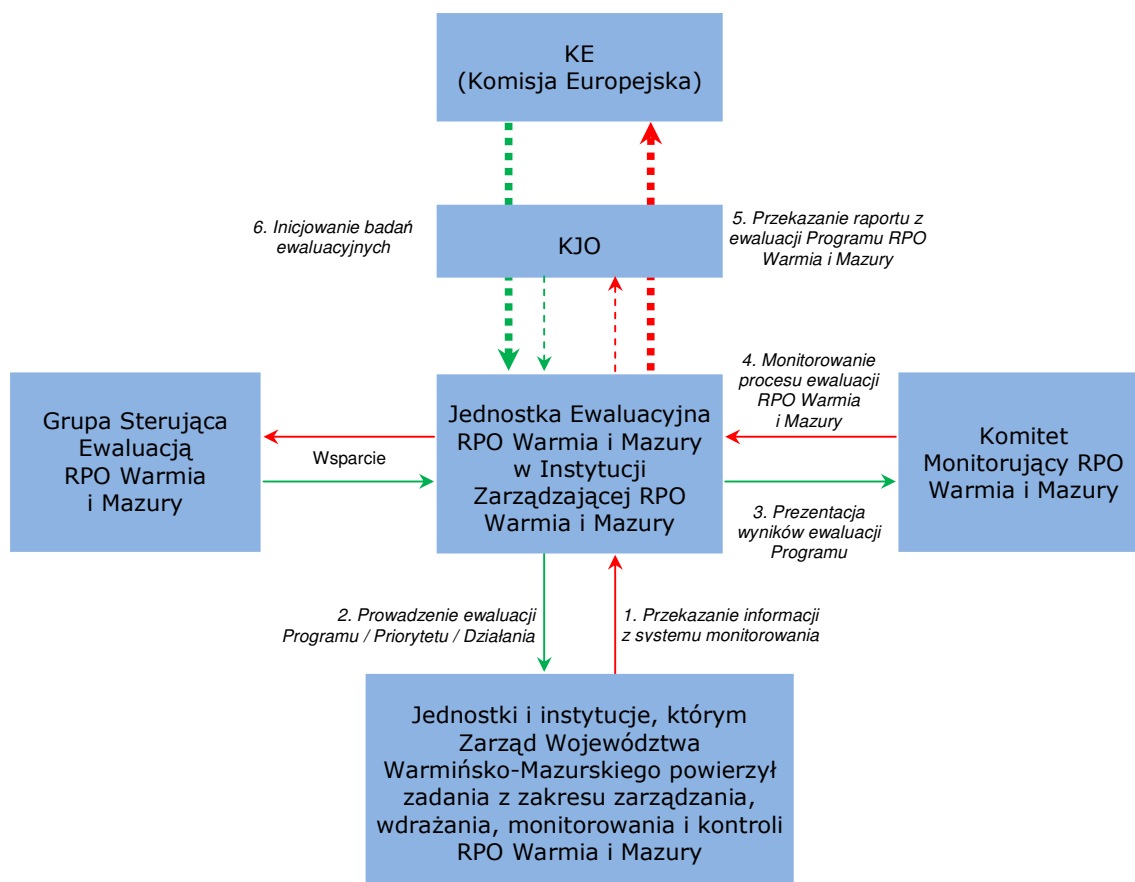 KE
(Komisja Europejska)
6. Inicjowanie badań
ewaluacyjnych
KJO
5. Przekazanie raportu z
ewaluacji Programu RPO
Warmia i Mazury
Grupa Sterująca
Ewaluacją
RPO Warmia
i Mazury
Wsparcie
Jednostka Ewaluacyjna
RPO Warmia i Mazury
w Instytucji
Zarządzającej RPO
Warmia i Mazury
4. Monitorowanie
procesu ewaluacji
RPO Warmia
i Mazury
3. Prezentacja
wyników ewaluacji
Programu
Komitet
Monitorujący RPO
Warmia i Mazury
2. Prowadzenie ewaluacji
Programu / Priorytetu / Działania
1. Przekazanie informacji
z systemu monitorowania
Jednostki i instytucje, którym
Zarząd Województwa
Warmińsko-Mazurskiego powierzył
zadania z zakresu zarządzania,
wdrażania, monitorowania i kontroli
RPO Warmia i Mazury